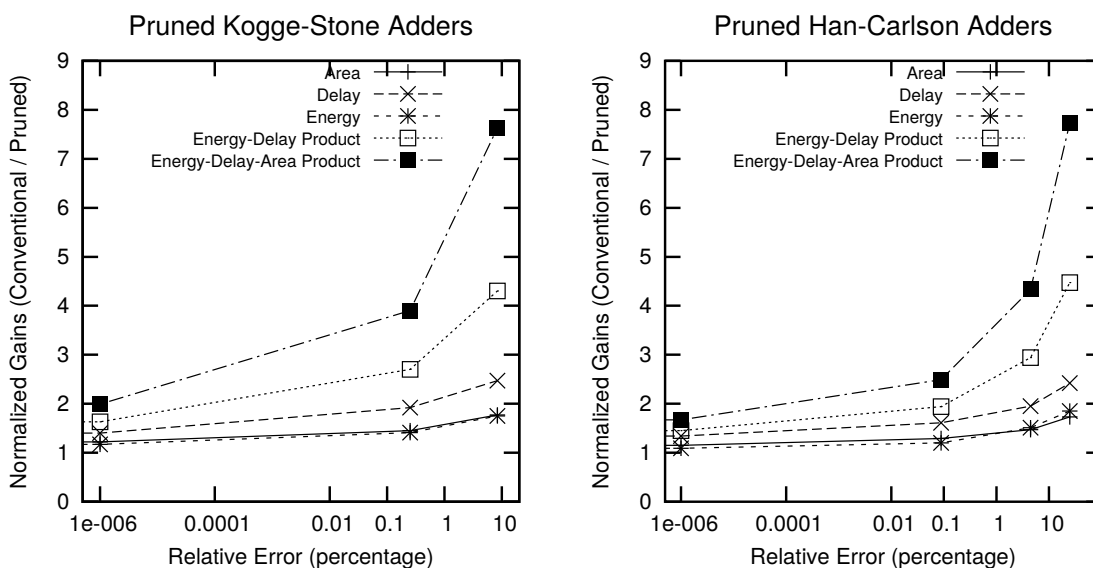 Pruned Kogge-Stone Adders
Normalized Gains (Conventional / Pruned)
9
8
7
6
5
4
3
2
1
0
Area
Delay
Energy
Energy-Delay Product
Energy-Delay-Area Product
1e-006
0.0001
0.01
0.1
1
10
Relative Error (percentage)
Pruned Han-Carlson Adders
Normalized Gains (Conventional / Pruned)
9
8
7
6
5
4
3
2
1
0
Area
Delay
Energy
Energy-Delay Product
Energy-Delay-Area Product
1e-006
0.0001
0.01
0.1
1
10
Relative Error (percentage)